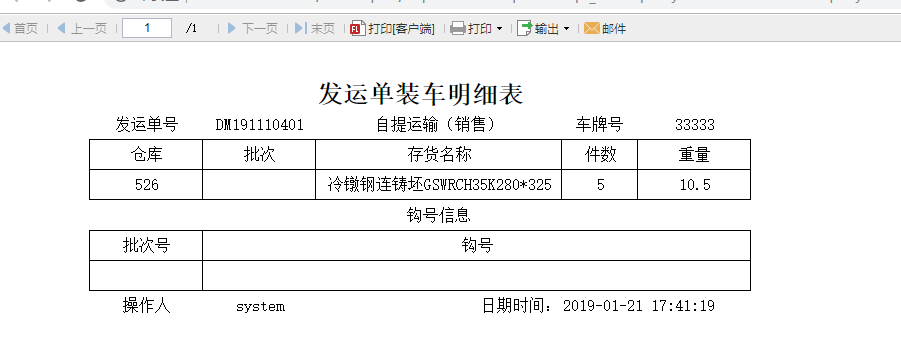 首页 上一页 1 /1 下一页 末页 打印[客户端] 打印 输出 邮件
发运单装车明细表
发运单号 DM191110401 自提运输（销售） 车牌号 33333
仓库 批次 存货名称 件数 重量
526 冷镦钢连铸坯GSWRCH35K280*325 5 10.5
钩号信息
批次号 钩号
操作人 system 日期时间：2019-01-21 17:41:19